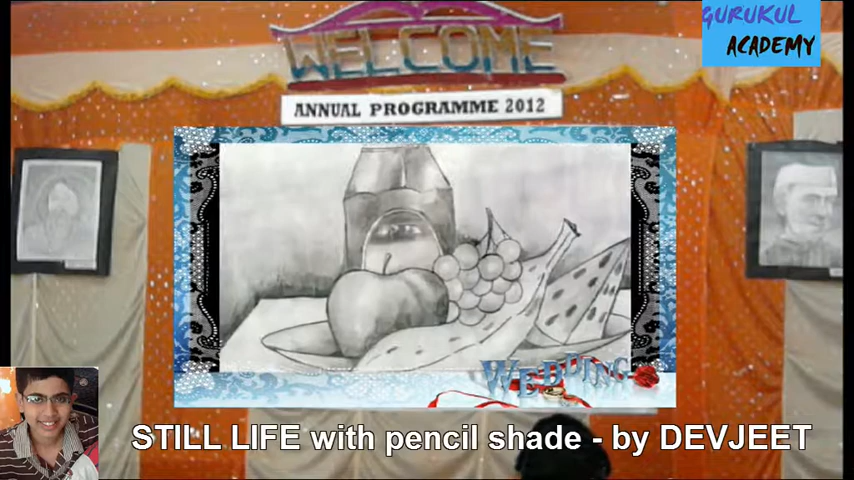 GURUKUL
ACADEMY
WELCOME
ANNUAL PROGRAMME 2012
WEDDING
STILL LIFE with pencil shade - by DEVJEET